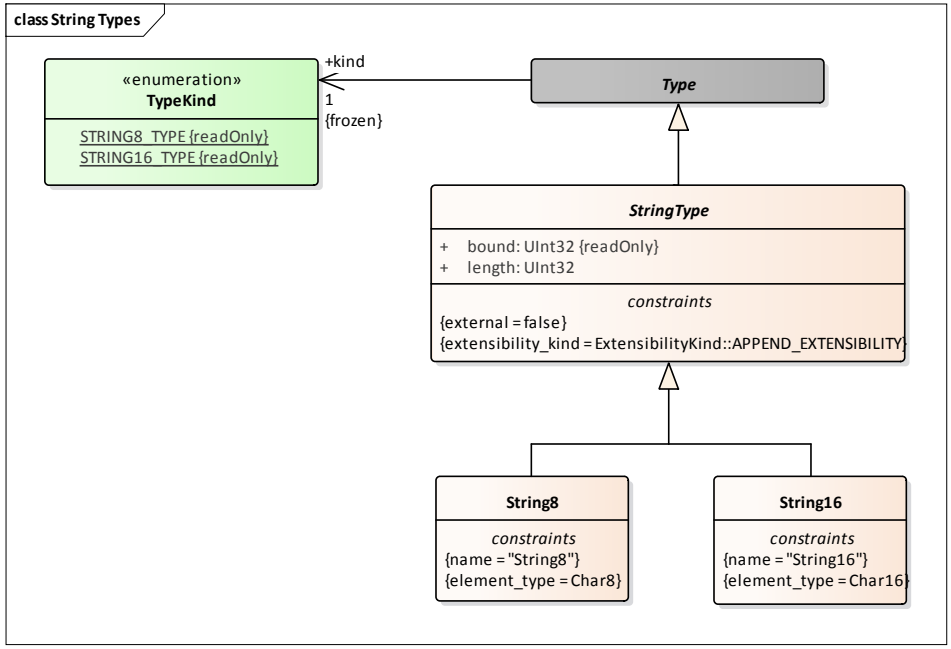 class String Types
«enumeration»
TypeKind
STRING8_TYPE {readOnly}
STRING16_TYPE {readOnly}
+kind
1
{frozen}
Type
StringType
+ bound: UInt32 {readOnly}
+ length: UInt32
constraints
{external = false}
{extensibility_kind = ExtensibilityKind::APPEND_EXTENSIBILITY}
String8
constraints
{name = "String8"}
{element_type = Char8}
String16
constraints
{name = "String16"}
{element_type = Char16}